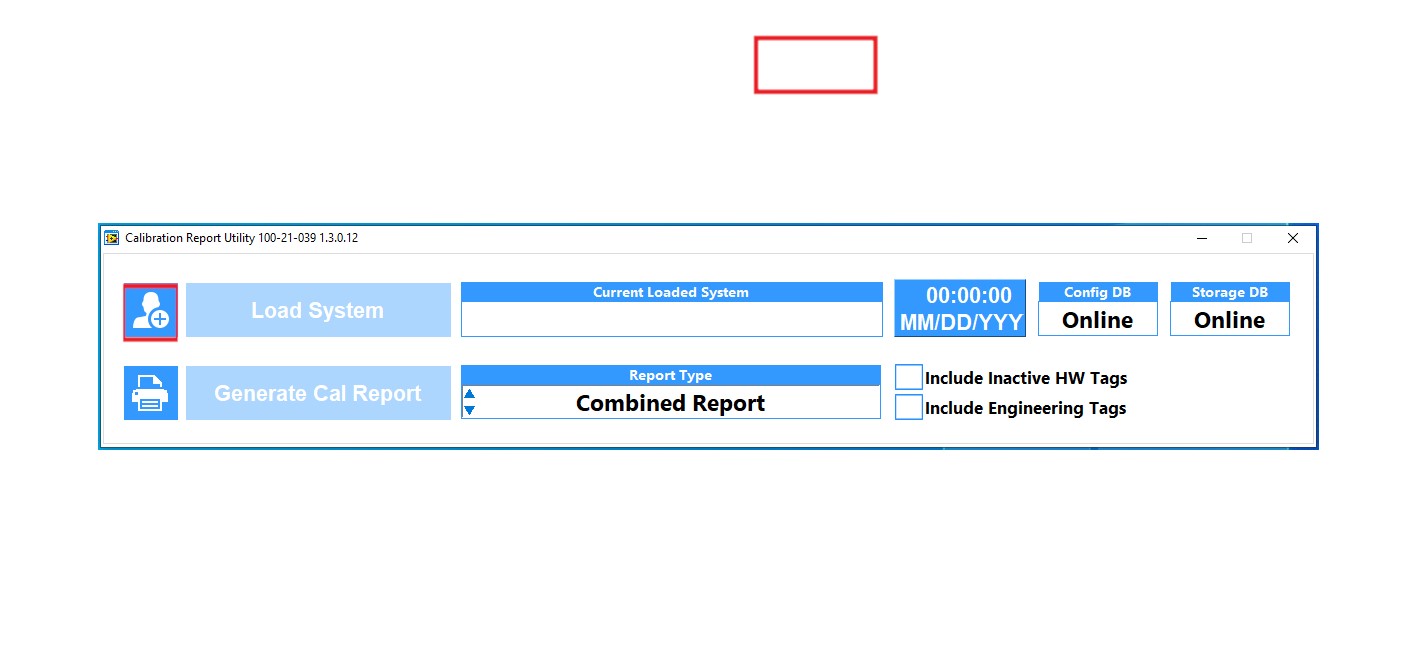 Calibration Report Utility 100-21-039 1.3.0.12
Load System
Current Loaded System
00:00:00
MM/DD/YYY
Config DB
Online
Storage DB
Online
Generate Cal Report
Report Type
Combined Report
Include Inactive HW Tags
Include Engineering Tags